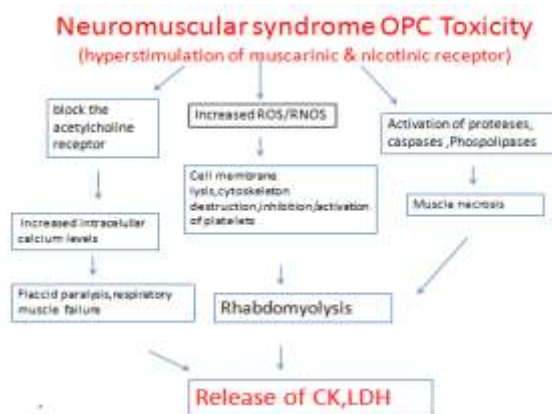 Neuromuscular syndrome OPC Toxicity
(hyperstimulation of muscarinic & nicotinic receptor)
block the
acetylcholine
receptor
Increased ROS/RNOS
Activation of proteases,
caspases ,Phospolipases
Cell membrane
lysis,cytoskeleton
destruction,inhibition/activation
of platelets
Muscle necrosis
Increased intracellular
calcium levels
Flaccid paralysis,respiratory
muscle failure
Rhabdomyolysis
Release of CK,LDH